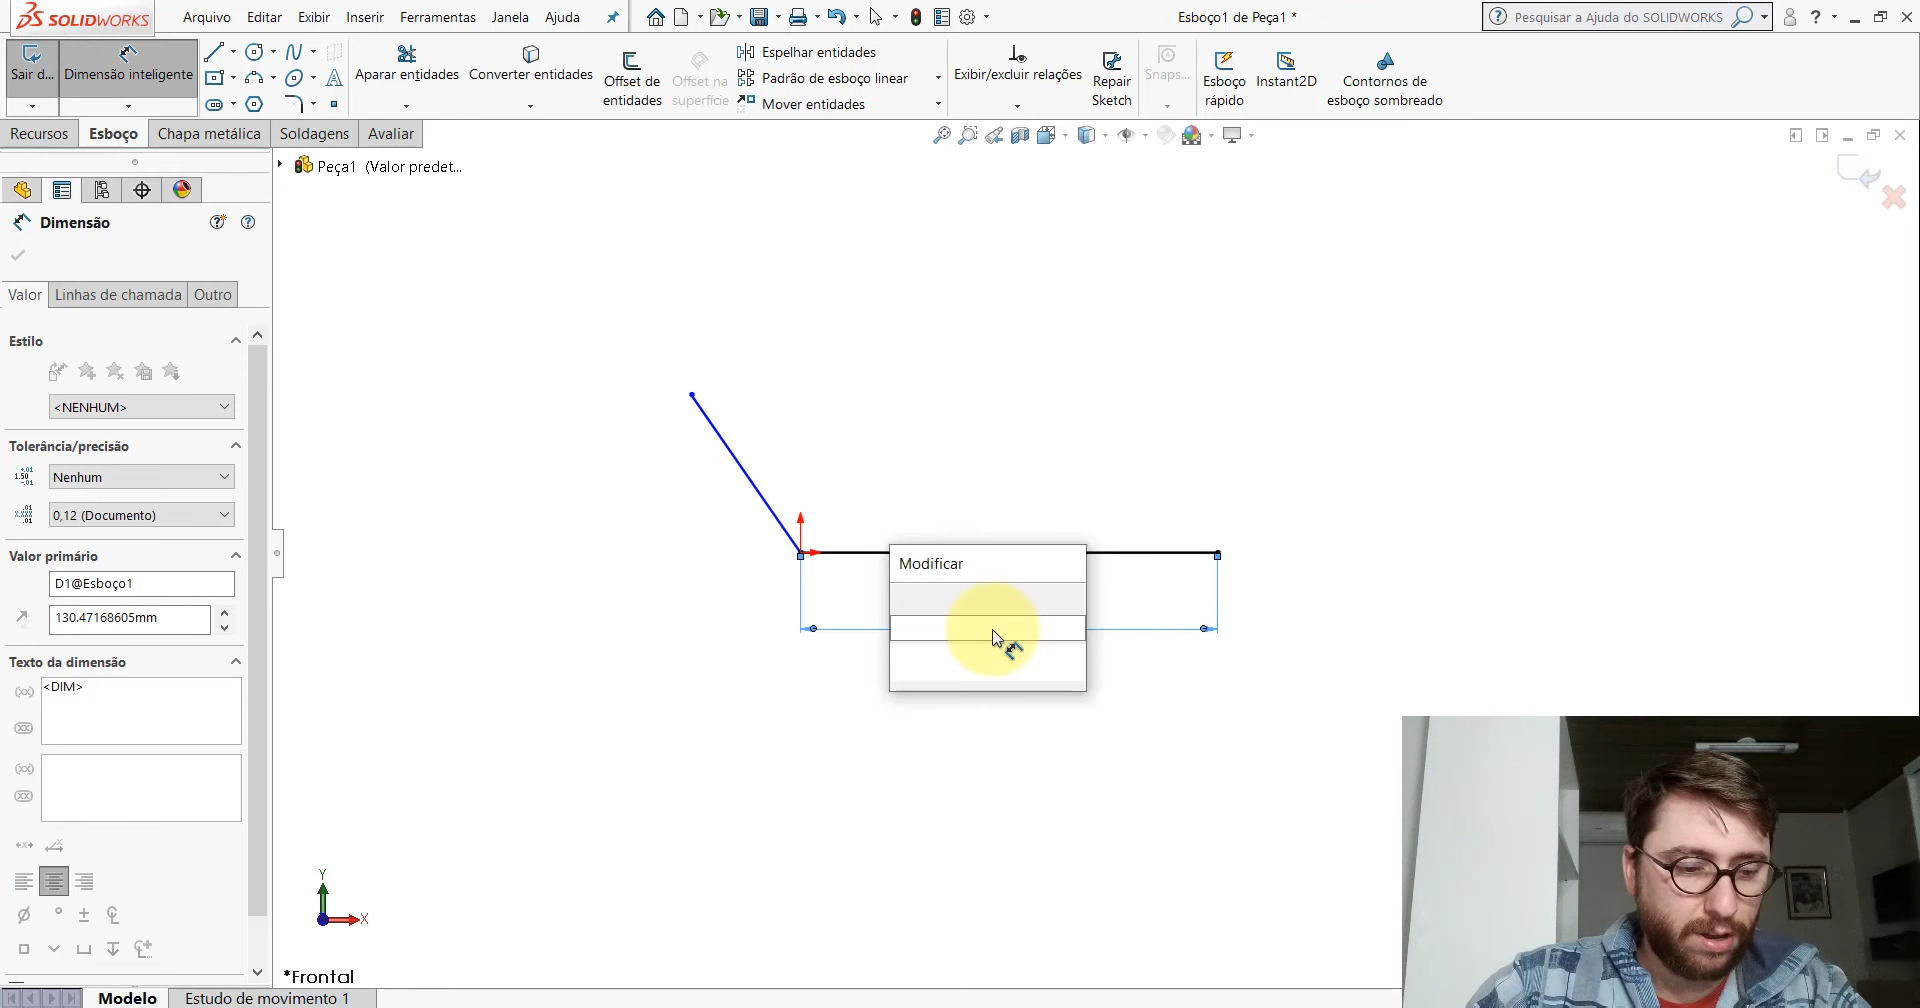 SOLIDWORKS
Arquivo Editar Exibir Inserir Ferramentas Janela Ajuda
Esboço1 de Peça1 *
Pesquisar a Ajuda do SOLIDWORKS
Sair d...
Dimensão inteligente
Aparar entidades
Converter entidades
Offset de
entidades
Offset na
superfície
Espelhar entidades
Padrão de esboço linear
Mover entidades
Exibir/excluir relações
Repair
Sketch
Snaps...
Esboço
rápido
Instant2D
Contornos de
esboço sombreado
Recursos Esboço Chapa metálica Soldagens Avaliar
Peça1 (Valor predet...
Dimensão
Valor Linhas de chamada Outro
Estilo
<NENHUM>
Tolerância/precisão
Nenhum
0,12 (Documento)
Valor primário
D1@Esboço1
130.47168605mm
Texto da dimensão
<DIM>
Modificar
Y
X
*Frontal
Modelo Estudo de movimento 1